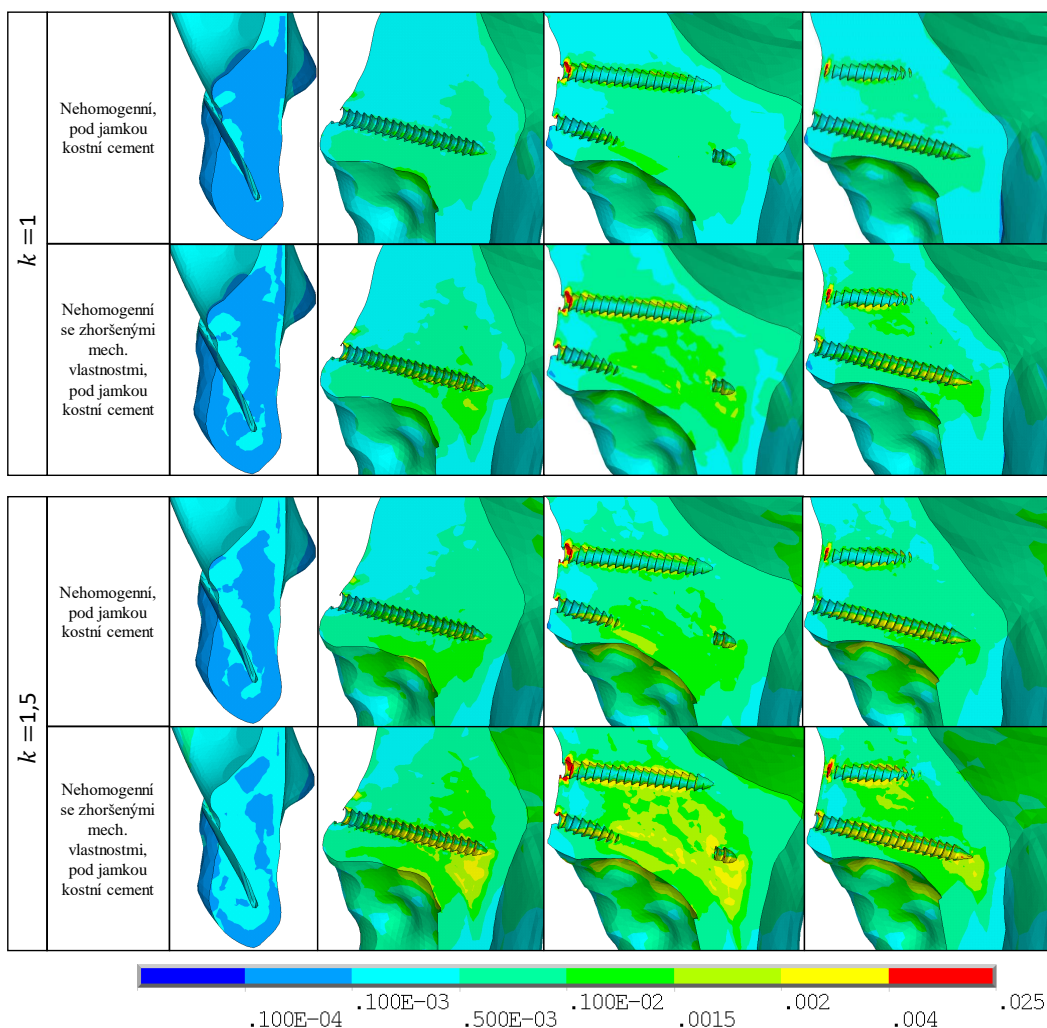 k=1
Nehomogenní,
pod jamkou
kostní cement
Nehomogenní
se zhoršenými
mech.
vlastnostmi,
pod jamkou
kostní cement
k=1,5
Nehomogenní,
pod jamkou
kostní cement
Nehomogenní
se zhoršenými
mech.
vlastnostmi,
pod jamkou
kostní cement
.100E-03 .100E-02 .002 .025
.100E-04 .500E-03 .0015 .004